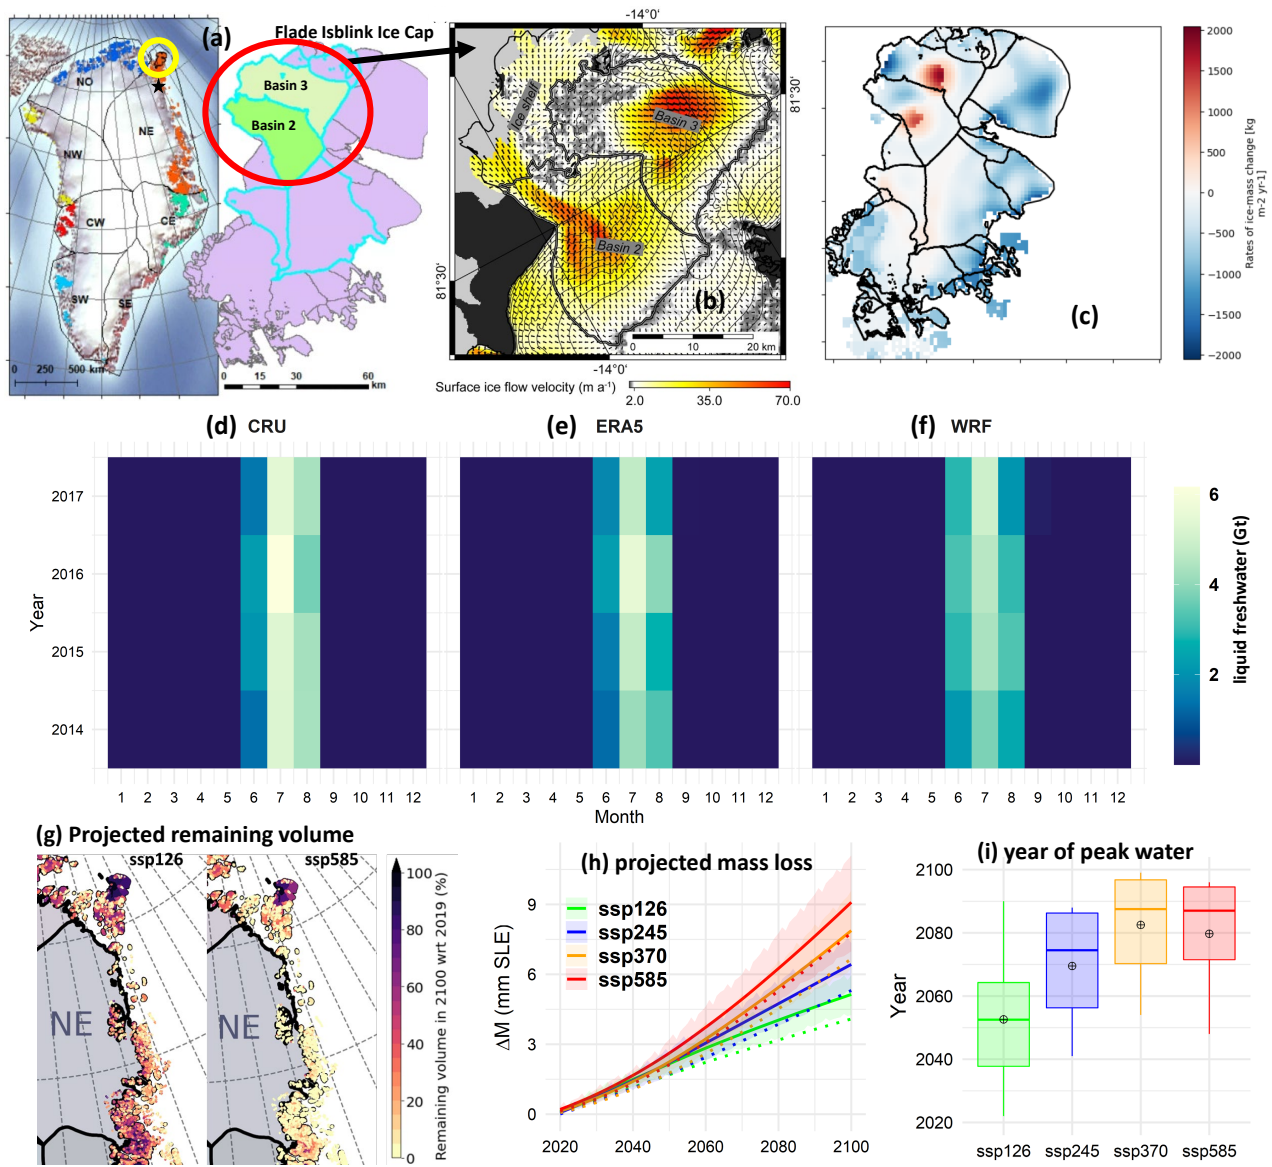 (a)
NO
NE
NW
CW
CE
SW
SE
0 250 500 km
Flade Isblink Ice Cap
Basin 3
Basin 2
0 15 30 60
km
-14°0'
81°30'
Ice shelf
Basin 3
Basin 2
81°30'
(b)
0 10 20 km
-14°0'
Surface ice flow velocity (m a⁻¹)
2.0 35.0 70.0
(c)
2000
1500
1000
500
0
−500
−1000
−1500
−2000
Rates of ice-mass change [kg
m-2 yr-1]
(d) CRU
(e) ERA5
(f) WRF
Year
2017
2016
2015
2014
1 2 3 4 5 6 7 8 9 10 11 12
1 2 3 4 5 6 7 8 9 10 11 12
1 2 3 4 5 6 7 8 9 10 11 12
Month
6
4
2
liquid freshwater (Gt)
(g) Projected remaining volume
ssp126
ssp585
NE
NE
100
80
60
40
20
0
Remaining volume in 2100 wrt 2019 (%)
(h) projected mass loss
ssp126
ssp245
ssp370
ssp585
ΔM (mm SLE)
9
6
3
0
2020 2040 2060 2080 2100
(i) year of peak water
Year
2100
2080
2060
2040
2020
ssp126 ssp245 ssp370 ssp585